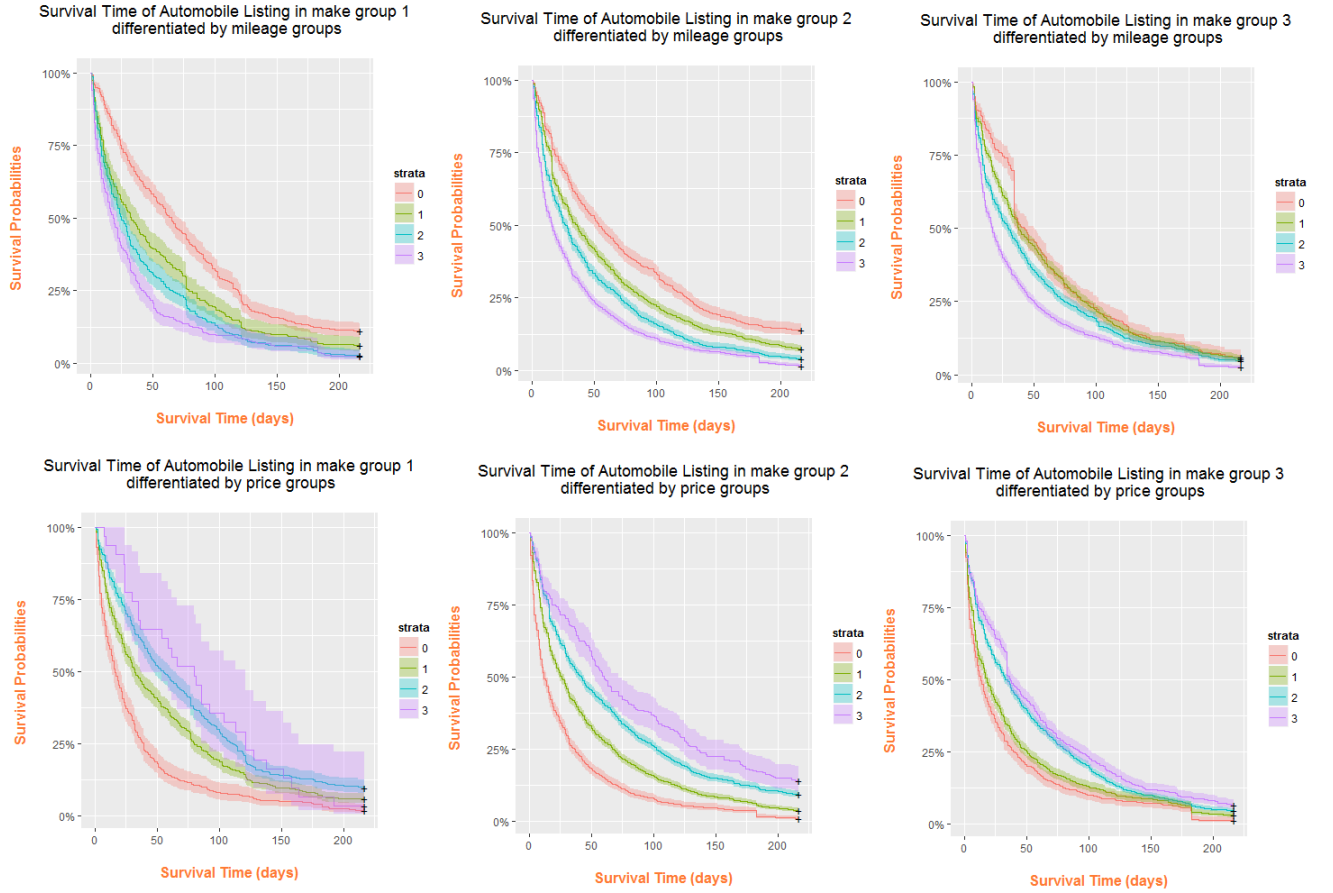 Survival Time of Automobile Listing in make group 1
differentiated by mileage groups
Survival Probabilities
100%
75%
50%
25%
0%
0 50 100 150 200
Survival Time (days)
strata
0
1
2
3
Survival Time of Automobile Listing in make group 2
differentiated by mileage groups
Survival Probabilities
100%
75%
50%
25%
0%
0 50 100 150 200
Survival Time (days)
strata
0
1
2
3
Survival Time of Automobile Listing in make group 3
differentiated by mileage groups
Survival Probabilities
100%
75%
50%
25%
0%
0 50 100 150 200
Survival Time (days)
strata
0
1
2
3
Survival Time of Automobile Listing in make group 1
differentiated by price groups
Survival Probabilities
100%
75%
50%
25%
0%
0 50 100 150 200
Survival Time (days)
strata
0
1
2
3
Survival Time of Automobile Listing in make group 2
differentiated by price groups
Survival Probabilities
100%
75%
50%
25%
0%
0 50 100 150 200
Survival Time (days)
strata
0
1
2
3
Survival Time of Automobile Listing in make group 3
differentiated by price groups
Survival Probabilities
100%
75%
50%
25%
0%
0 50 100 150 200
Survival Time (days)
strata
0
1
2
3